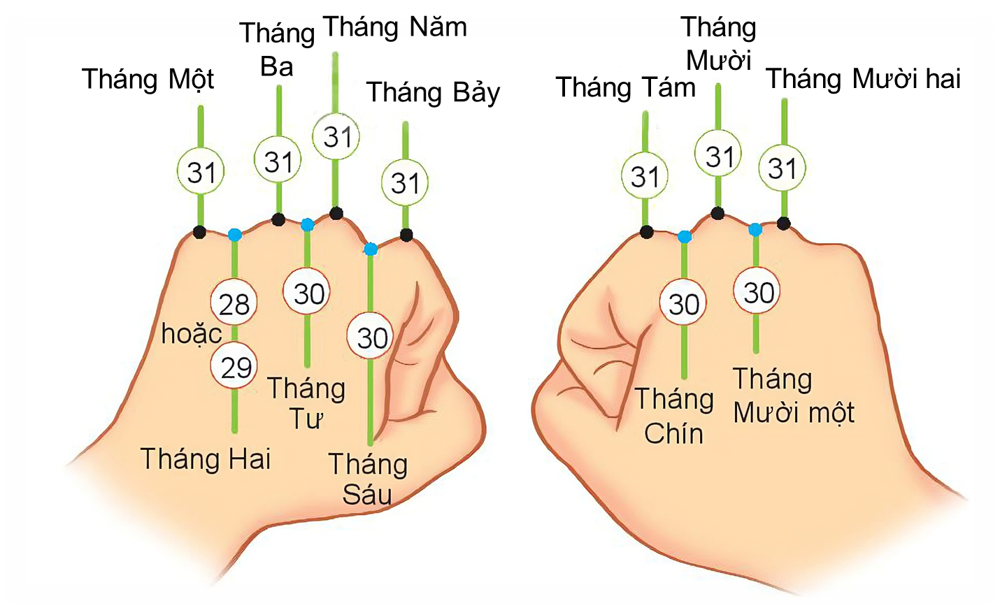 Tháng Một
31
Tháng
Ba
31
Tháng Năm
31
Tháng Bảy
31
28
hoặc
29
Tháng Hai
30
Tháng
Tư
30
Tháng
Sáu
Tháng Tám
31
Tháng
Mười
31
Tháng Mười hai
31
30
Tháng
Chín
30
Tháng
Mười một